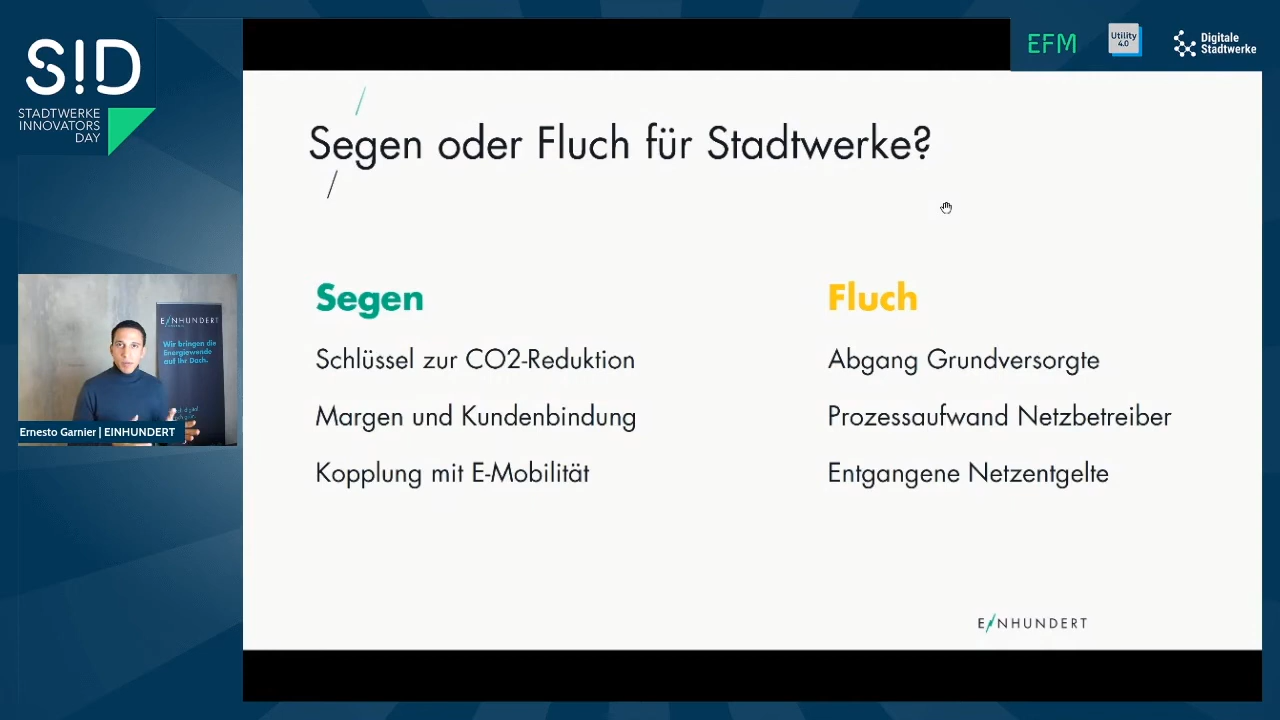 S!D
STADTWERKE
INNOVATORS
DAY
EFM
Utility
4.0
Digitale
Stadtwerke
Segen oder Fluch für Stadtwerke?
Segen
Schlüssel zur CO2-Reduktion
Margen und Kundenbindung
Kopplung mit E-Mobilität
Fluch
Abgang Grundversorgte
Prozessaufwand Netzbetreiber
Entgangene Netzentgelte
EINHUNDERT
EINHUNDERT
Wir bringen die
Energiewende
auf Ihr Dach.
Ernesto Garnier | EINHUNDERT